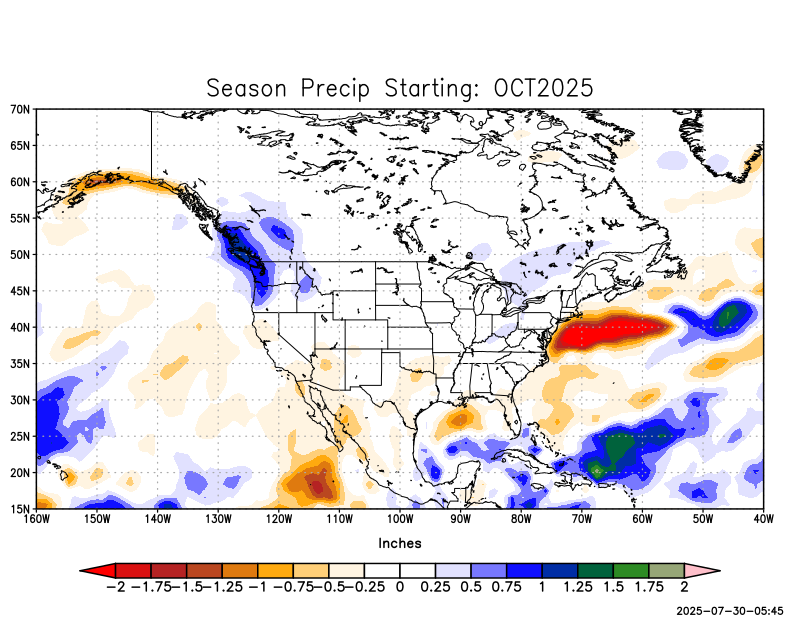 Season Precip Starting: OCT2025
70N
65N
60N
55N
50N
45N
40N
35N
30N
25N
20N
15N
160W 150W 140W 130W 120W 110W 100W 90W 80W 70W 60W 50W 40W
Inches
-2 -1.75 -1.5 -1.25 -1 -0.75 -0.5 -0.25 0 0.25 0.5 0.75 1 1.25 1.5 1.75 2
2025-07-30-05:45